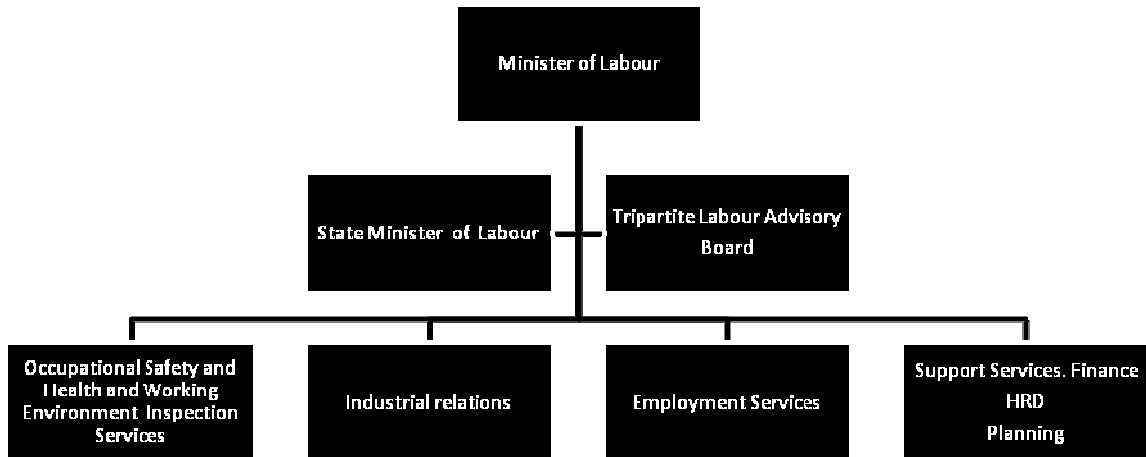 Minister of Labour
State Minister of Labour
Tripartite Labour Advisory
Board
Occupational Safety and
Health and Working
Environment Inspection
Services
Industrial relations
Employment Services
Support Services. Finance
HRD
Planning